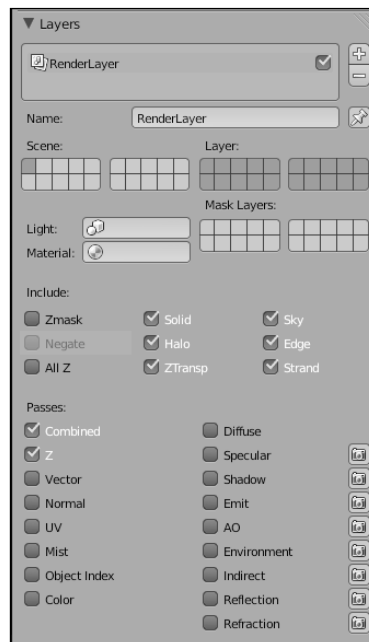 Layers
RenderLayer
Name: RenderLayer
Scene: Layer:
Mask Layers:
Light:
Material:
Include:
Zmask Solid Sky
Negate Halo Edge
All Z ZTransp Strand
Passes:
Combined Diffuse
Z Specular
Vector Shadow
Normal Emit
UV AO
Mist Environment
Object Index Indirect
Color Reflection
Refraction